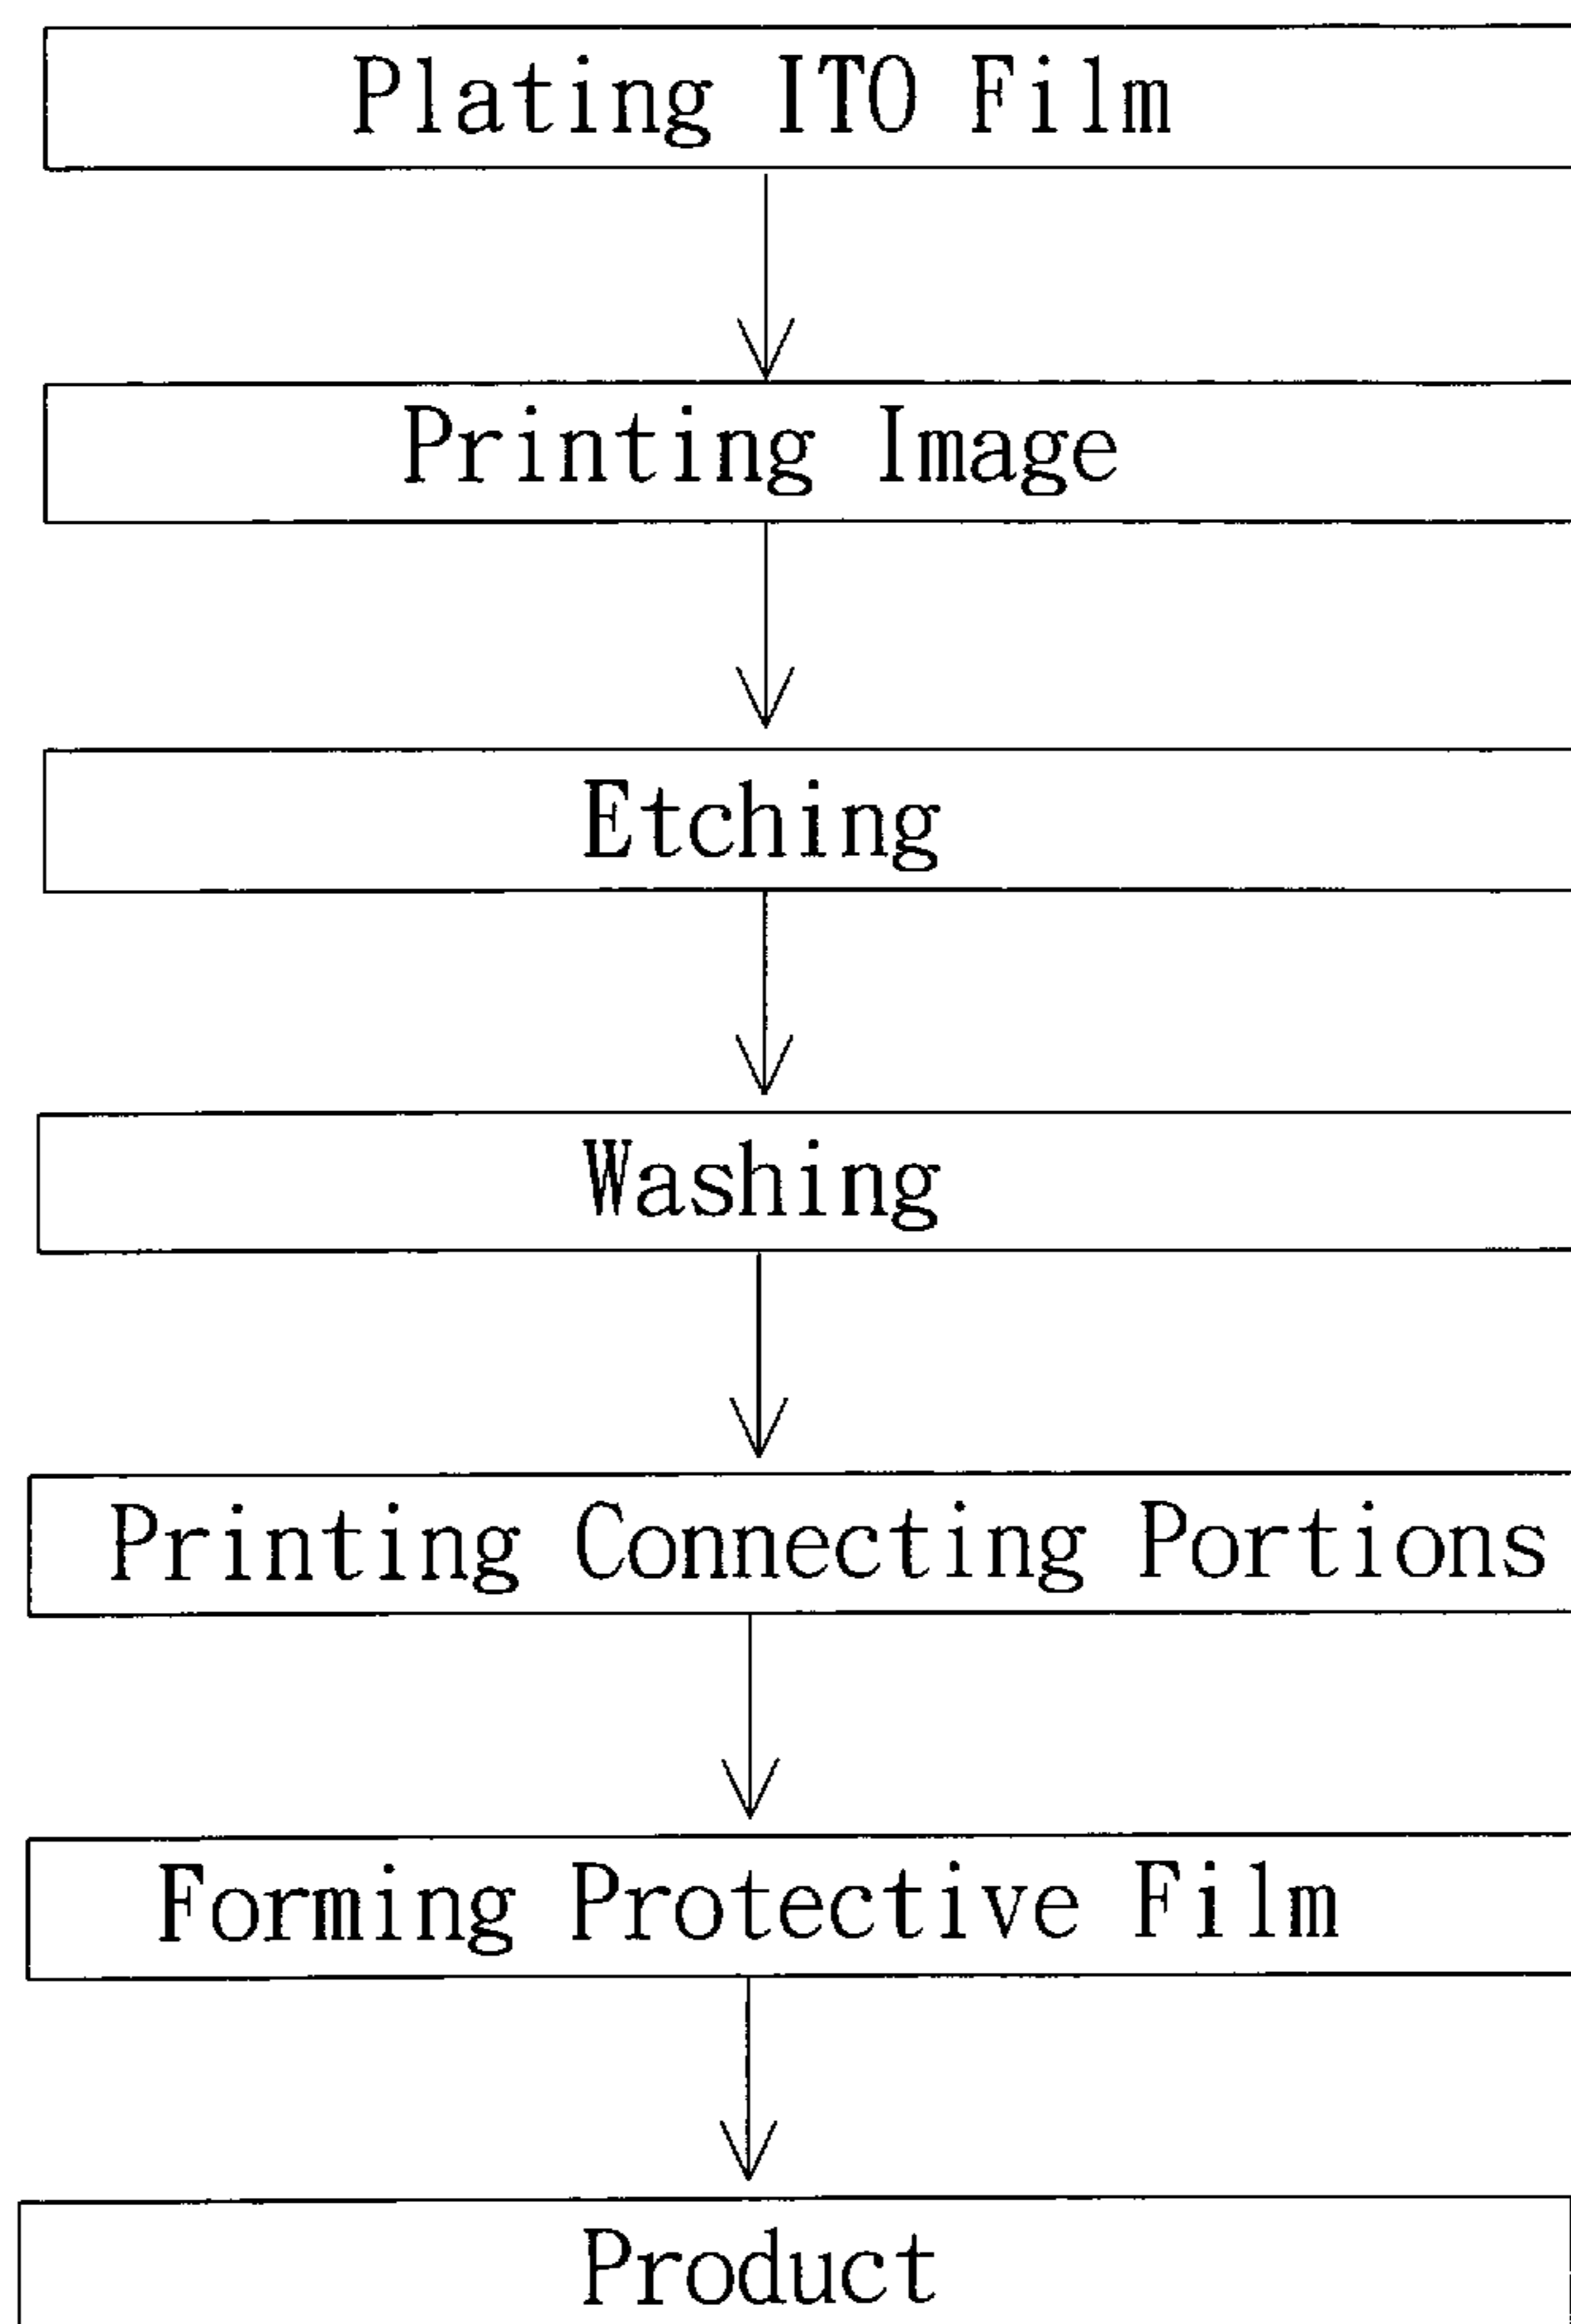 Plating ITO Film
Printing Image
Etching
Washing
Printing Connecting Portions
Forming Protective Film
Product